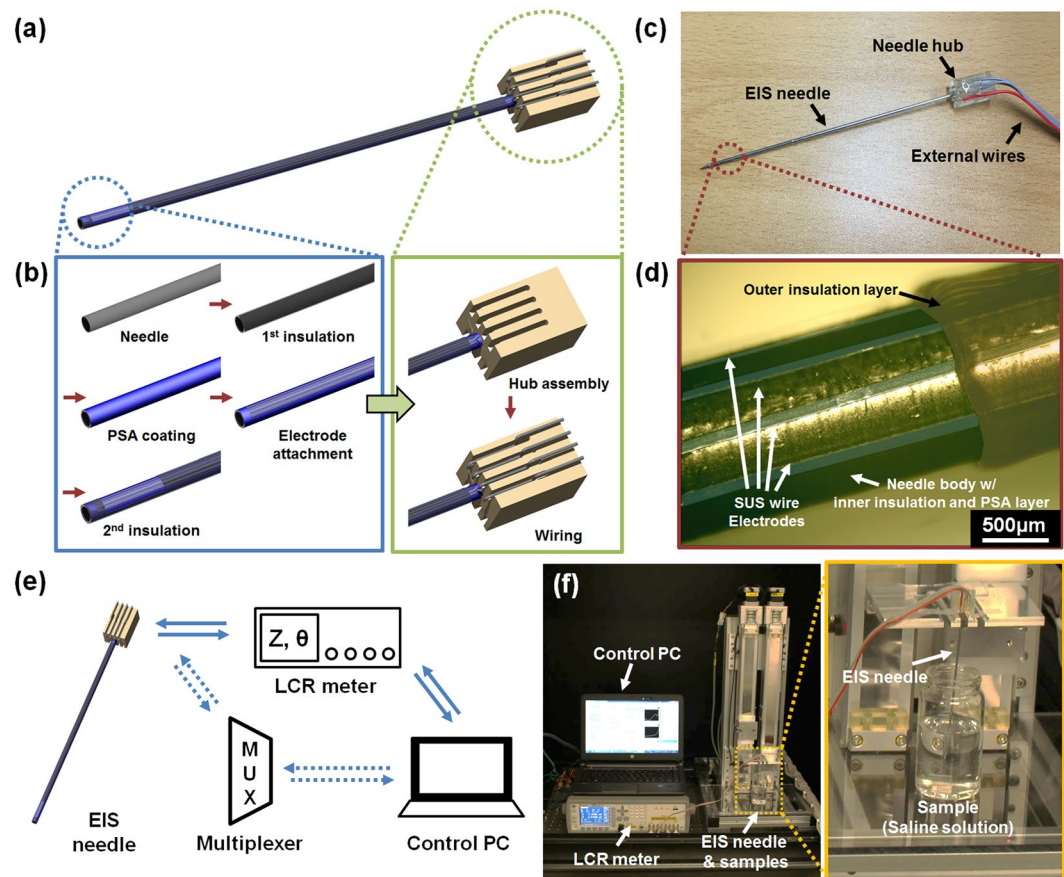 (a)
(b)
Needle
1st insulation
PSA coating
Electrode
attachment
2nd insulation
Hub assembly
Wiring
(c)
Needle hub
EIS needle
External wires
(d)
Outer insulation layer
SUS wire
Electrodes
Needle body w/
inner insulation and PSA layer
500µm
(e)
Z, θ
LCR meter
MUX
EIS
needle
Multiplexer
Control PC
(f)
Control PC
LCR meter
EIS needle
& samples
EIS needle
Sample
(Saline solution)